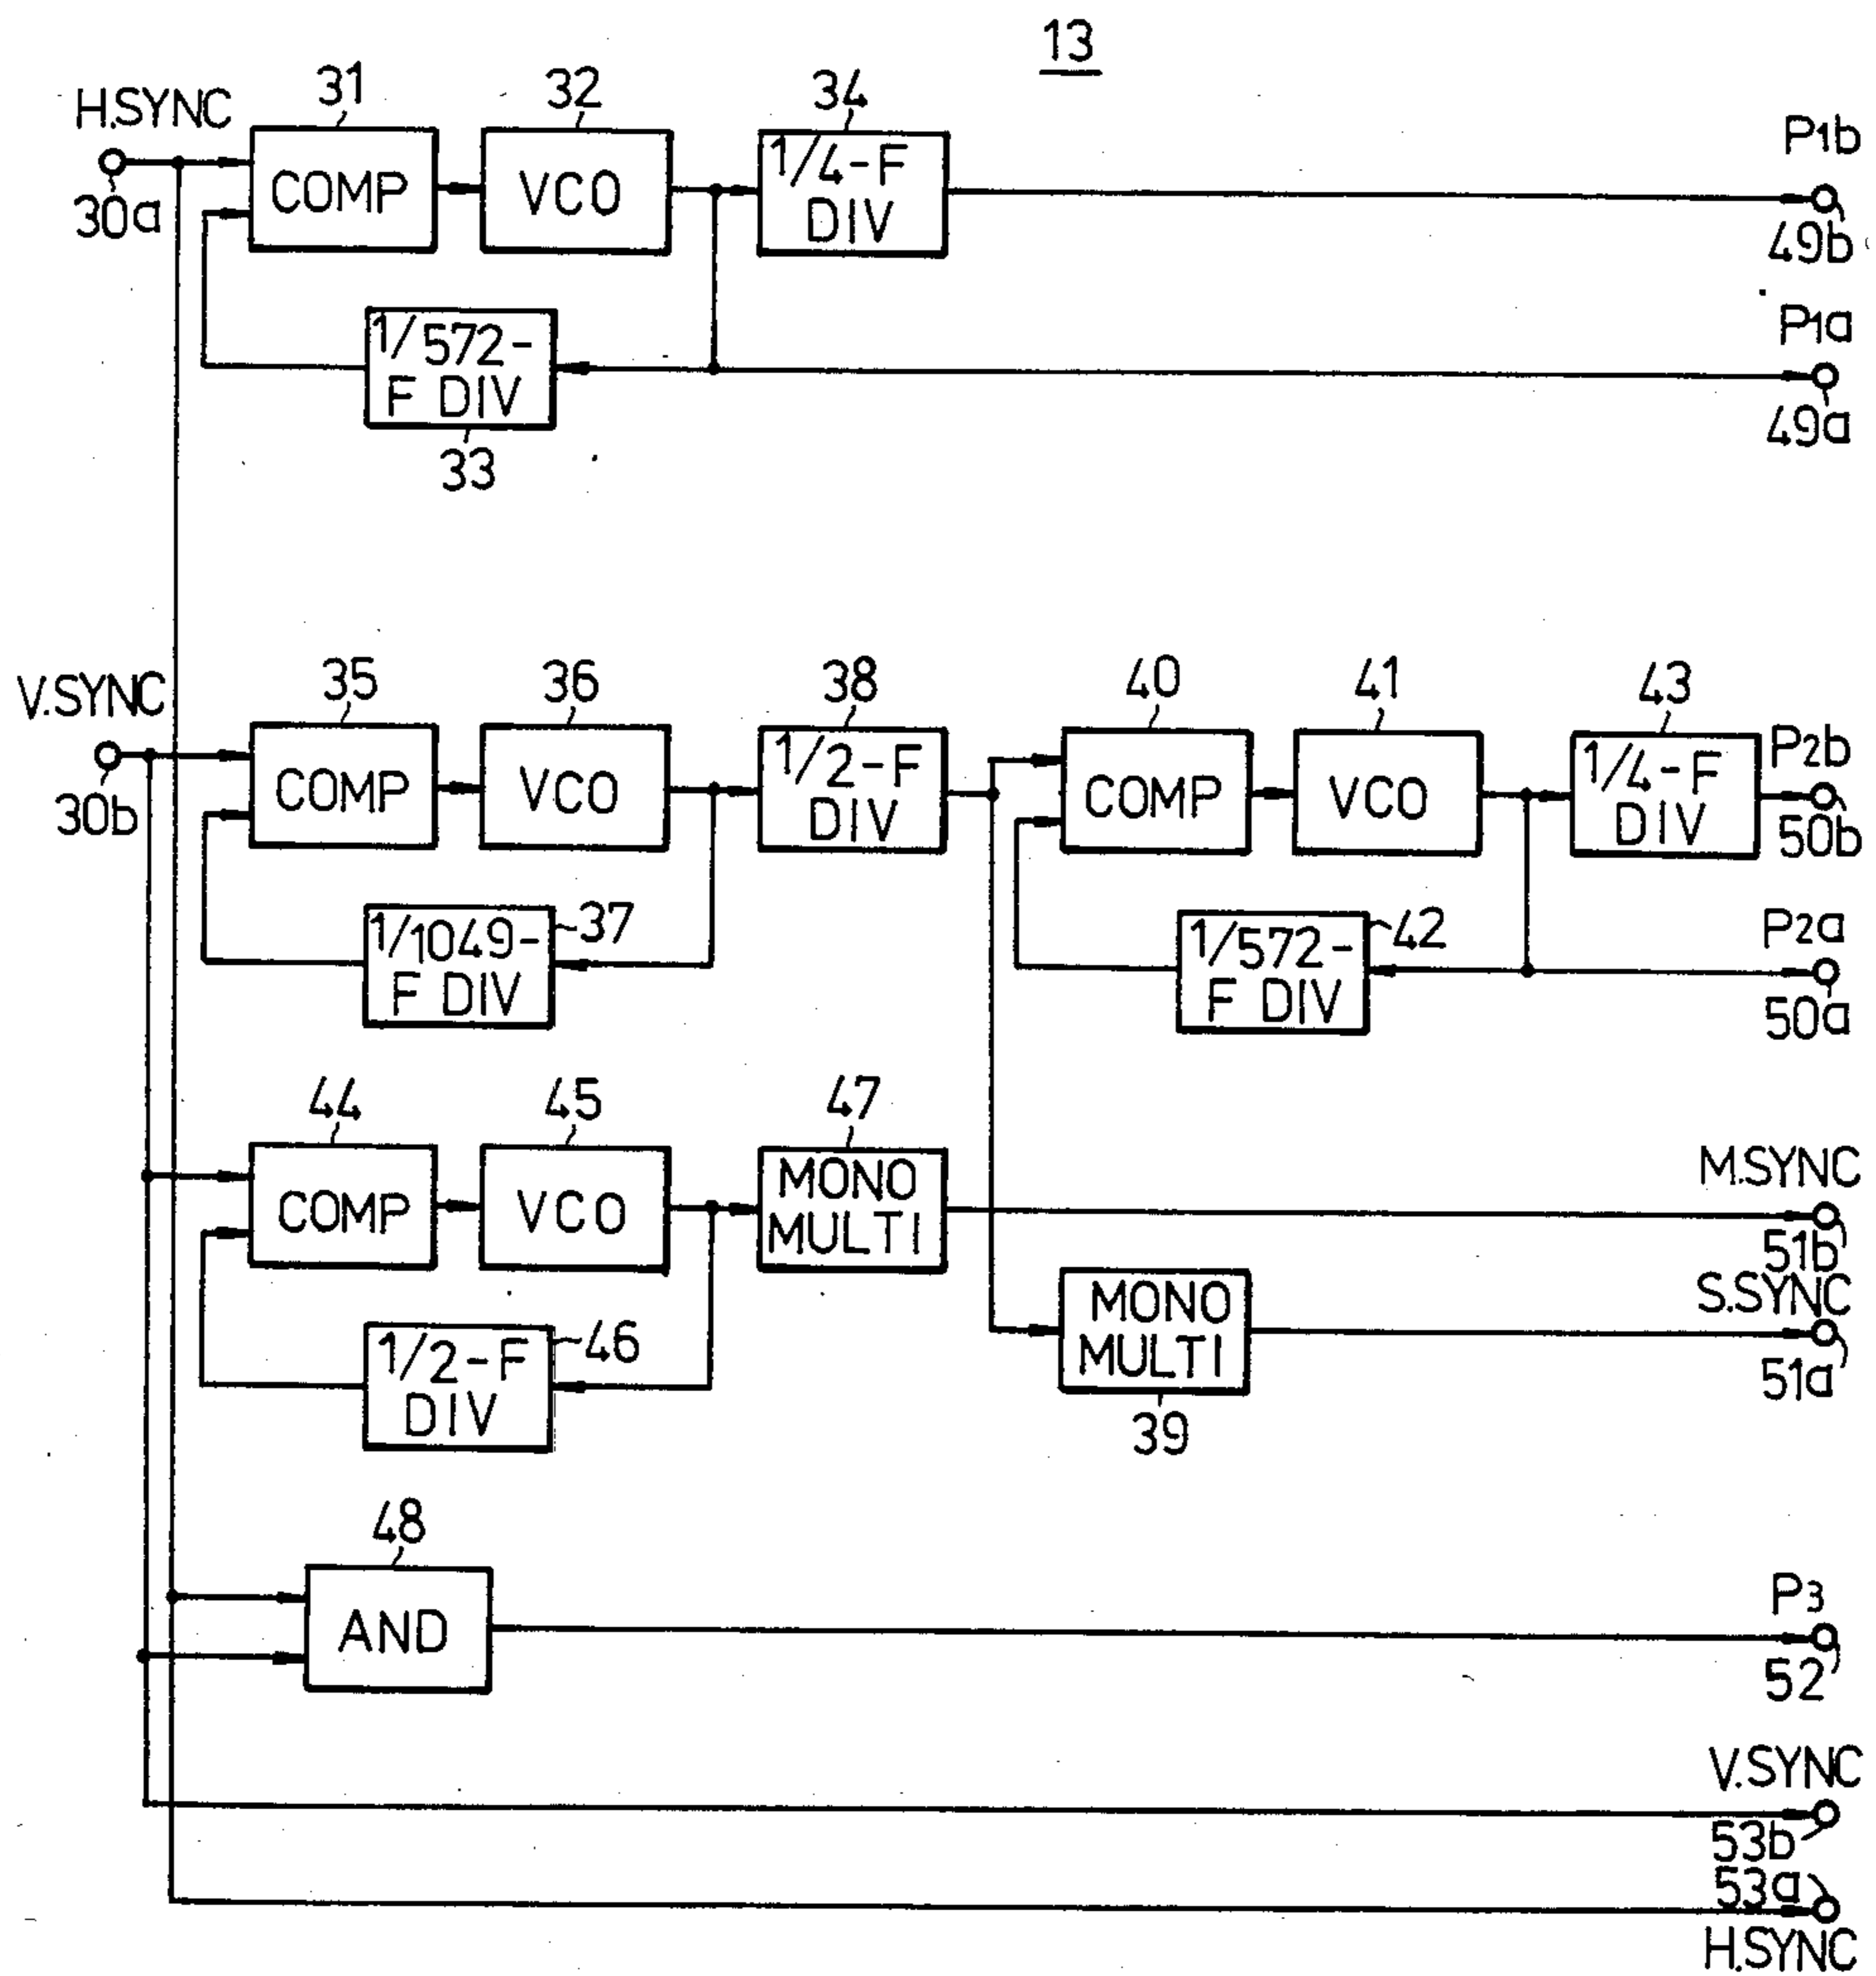 13
31
32
34
H.SYNC
30a
COMP
VCO
1/4-F
DIV
P1b
49b
1/572-
F DIV
33
P1a
49a
V.SYNC
30b
35
COMP
36
VCO
38
1/2-F
DIV
40
COMP
41
VCO
43
1/4-F
DIV
P2b
50b
1/1049-
F DIV
37
1/572-
F DIV
42
P2a
50a
44
COMP
45
VCO
47
MONO
MULTI
M.SYNC
51b
1/2-F
DIV
46
MONO
MULTI
39
S.SYNC
51a
48
AND
P3
52
V.SYNC
53b
53a
H.SYNC